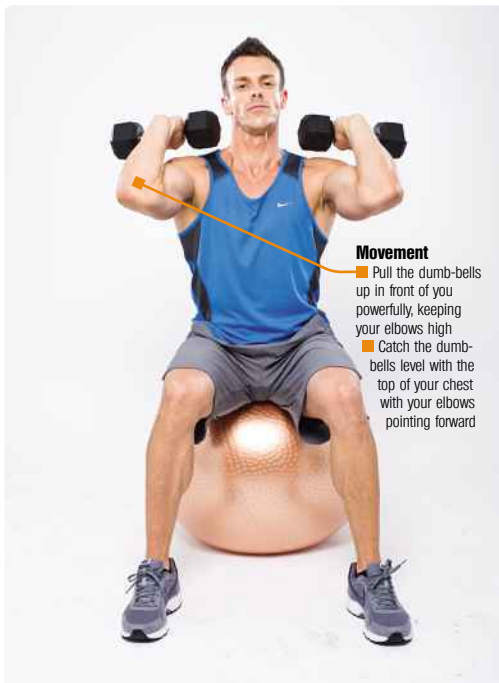 Movement
Pull the dumb-bells
up in front of you
powerfully, keeping
your elbows high
Catch the dumb-
bells level with the
top of your chest
with your elbows
pointing forward